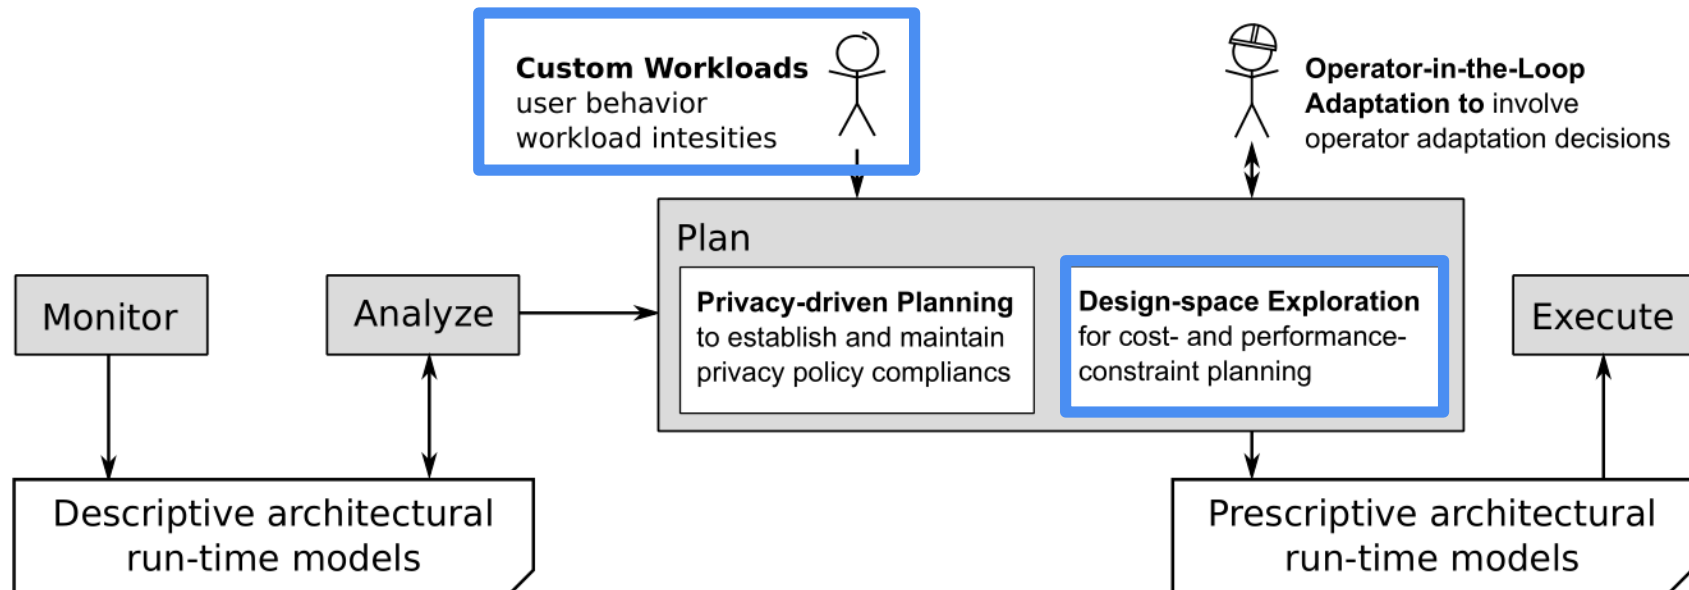 Custom Workloads
user behavior
workload intesities
Operator-in-the-Loop
Adaptation to involve
operator adaptation decisions
Plan
Monitor
Analyze
Privacy-driven Planning
to establish and maintain
privacy policy compliancs
Design-space Exploration
for cost- and performance-
constraint planning
Execute
Descriptive architectural
run-time models
Prescriptive architectural
run-time models